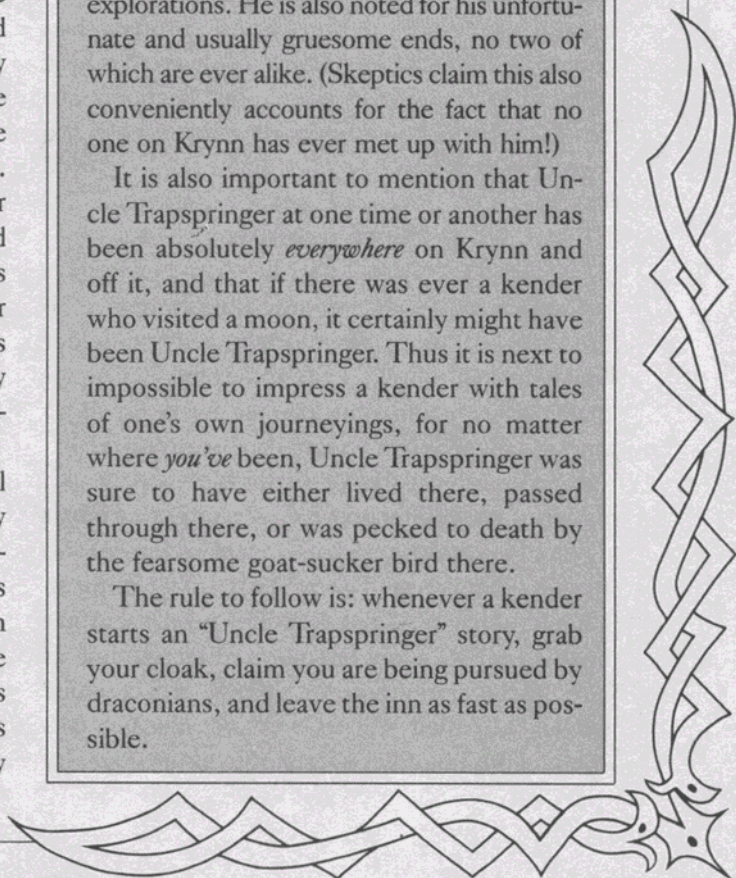 explorations. He is also noted for his unfortu-
nate and usually gruesome ends, no two of
which are ever alike. (Skeptics claim this also
conveniently accounts for the fact that no
one on Krynn has ever met up with him!)
It is also important to mention that Un-
cle Trapspringer at one time or another has
been absolutely everywhere on Krynn and
off it, and that if there was ever a kender
who visited a moon, it certainly might have
been Uncle Trapspringer. Thus it is next to
impossible to impress a kender with tales
of one's own journeyings, for no matter
where you've been, Uncle Trapspringer was
sure to have either lived there, passed
through there, or was pecked to death by
the fearsome goat-sucker bird there.
The rule to follow is: whenever a kender
starts an “Uncle Trapspringer” story, grab
your cloak, claim you are being pursued by
draconians, and leave the inn as fast as pos-
sible.